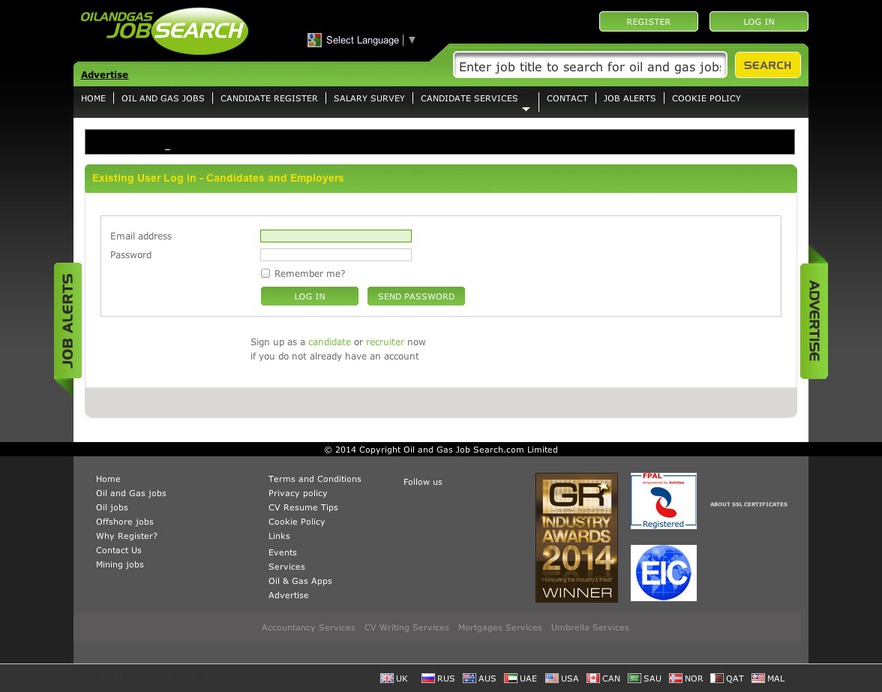 OILANDGAS
JOBSEARCH
Select Language | ▼
REGISTER
LOG IN
Advertise
Enter job title to search for oil and gas job:
SEARCH
HOME
OIL AND GAS JOBS
CANDIDATE REGISTER
SALARY SURVEY
CANDIDATE SERVICES
CONTACT
JOB ALERTS
COOKIE POLICY
Existing User Log in - Candidates and Employers
Email address
Password
Remember me?
LOG IN
SEND PASSWORD
JOB ALERTS
ADVERTISE
Sign up as a candidate or recruiter now
if you do not already have an account
© 2014 Copyright Oil and Gas Job Search.com Limited
Home
Oil and Gas jobs
Oil jobs
Offshore jobs
Why Register?
Contact Us
Mining jobs
Terms and Conditions
Privacy policy
CV Resume Tips
Cookie Policy
Links
Events
Services
Oil & Gas Apps
Advertise
Follow us
GR
INDUSTRY
AWARDS
2014
Honouring the industry's finest
WINNER
FPAL
empowered by Achilles
Registered
EIC
ABOUT SSL CERTIFICATES
Accountancy Services
CV Writing Services
Mortgages Services
Umbrella Services
UK
RUS
AUS
UAE
USA
CAN
SAU
NOR
QAT
MAL